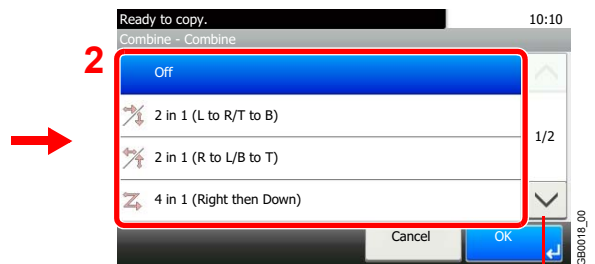 Ready to copy. 10:10
Combine - Combine
2
Off
2 in 1 (L to R/T to B)
1/2
2 in 1 (R to L/B to T)
4 in 1 (Right then Down)
Cancel OK
GB0018_00